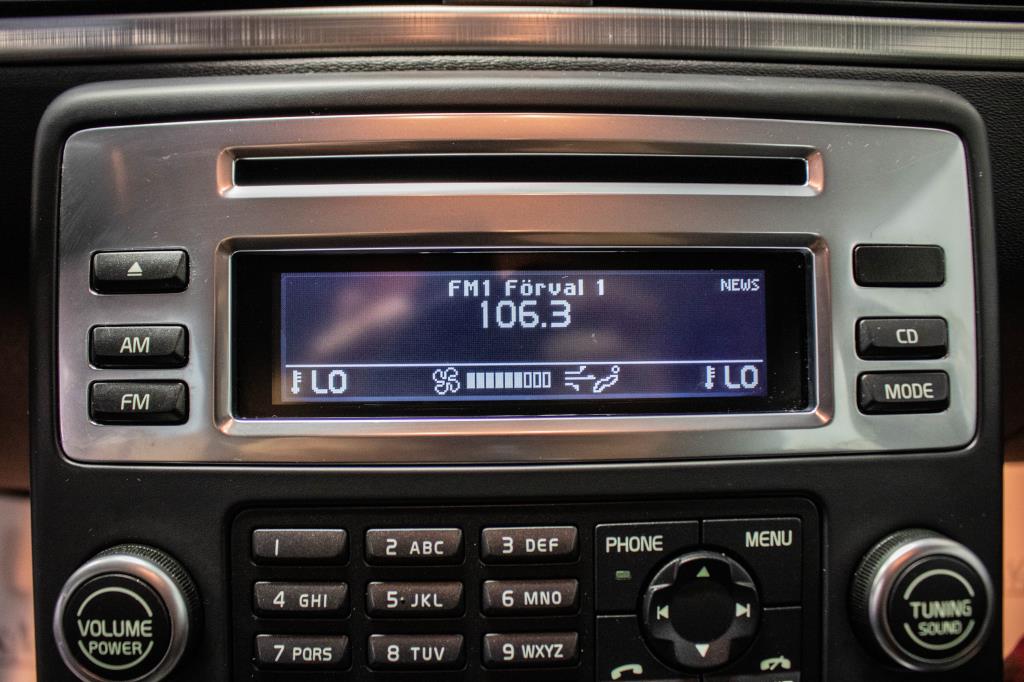 FM1 Förval 1
NEWS
106.3
LO
LO
AM
FM
CD
MODE
1
2 ABC
3 DEF
4 GHI
5 JKL
6 MNO
7 PQRS
8 TUV
9 WXYZ
PHONE
MENU
VOLUME
POWER
TUNING
SOUND